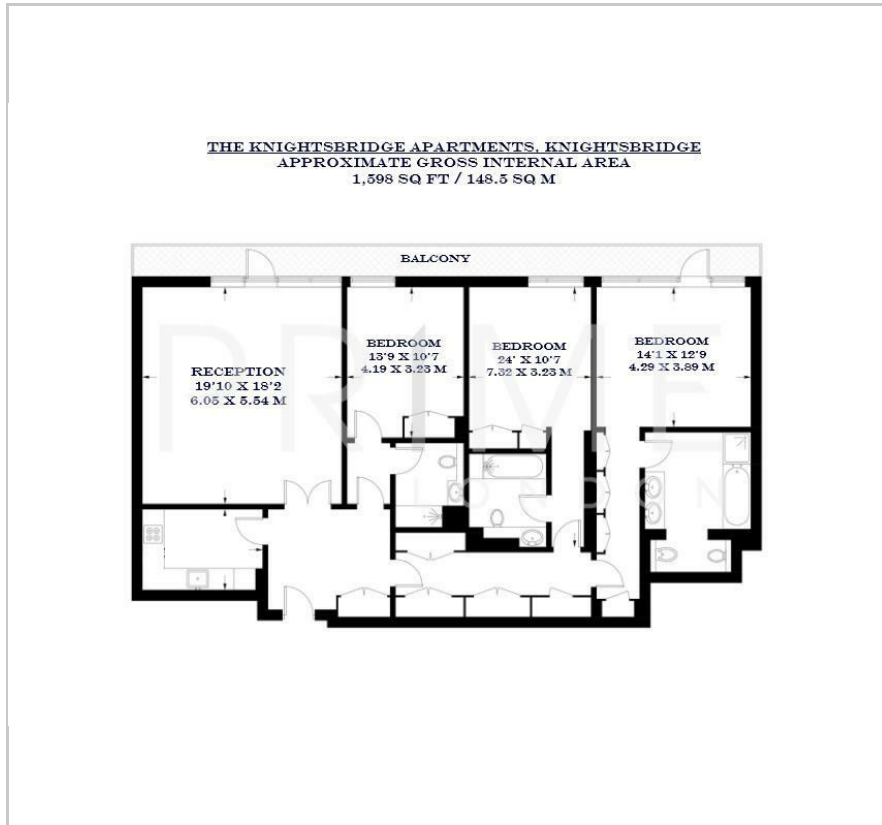 THE KNIGHTSBRIDGE APARTMENTS, KNIGHTSBRIDGE
APPROXIMATE GROSS INTERNAL AREA
1,598 SQ FT / 148.5 SQ M
BALCONY
RECEPTION
19'10 X 18'2
6.05 X 5.54 M
BEDROOM
13'9 X 10'7
4.19 X 3.23 M
BEDROOM
24' X 10'7
7.32 X 3.23 M
BEDROOM
14'1 X 12'9
4.29 X 3.89 M
PRIME
LONDON